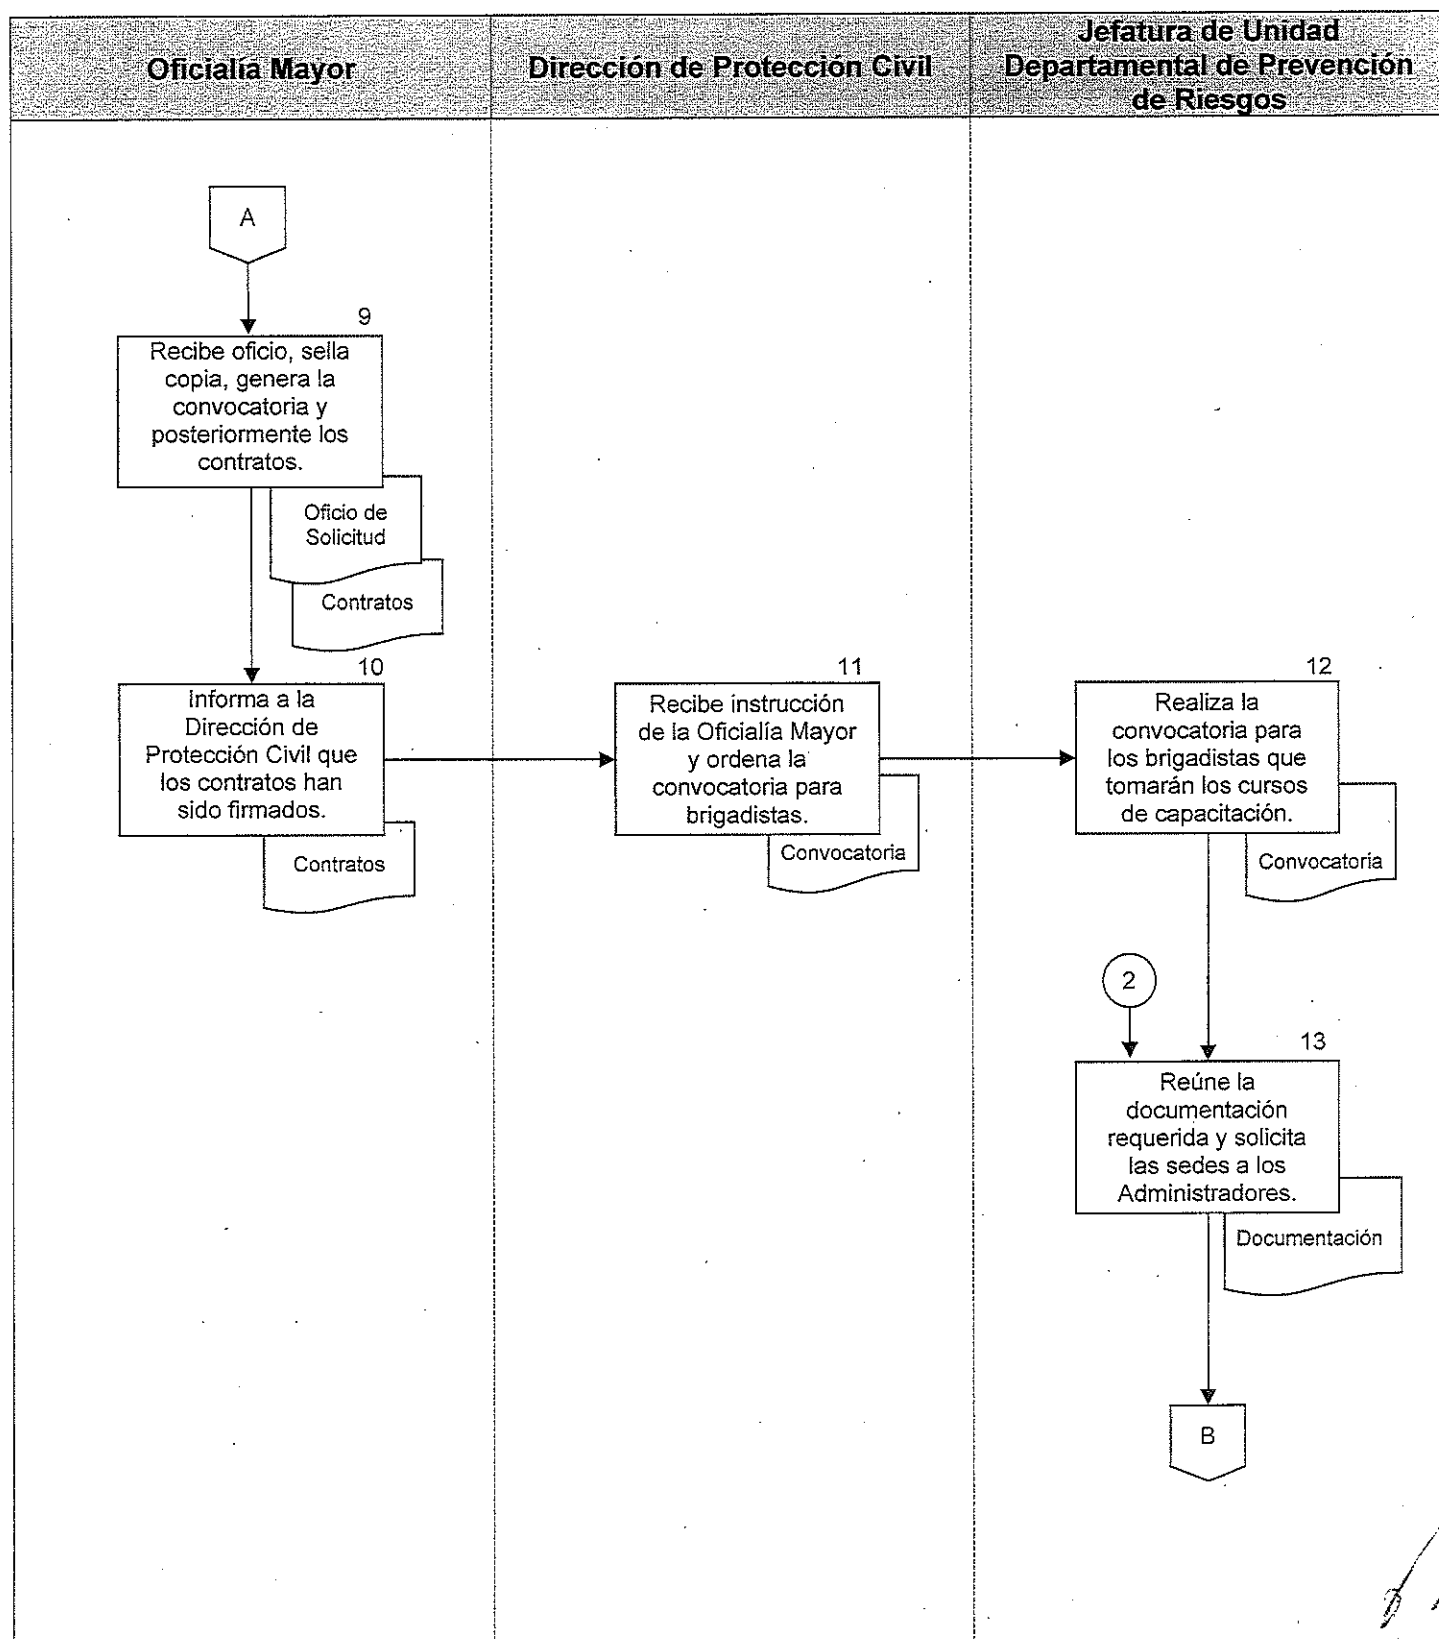 Oficialía Mayor
Dirección de Protección Civil
Jefatura de Unidad
Departamental de Prevención
de Riesgos
A
9
Recibe oficio, sella
copia, genera la
convocatoria y
posteriormente los
contratos.
Oficio de
Solicitud
Contratos
10
Informa a la
Dirección de
Protección Civil que
los contratos han
sido firmados.
Contratos
11
Recibe instrucción
de la Oficialía Mayor
y ordena la
convocatoria para
brigadistas.
Convocatoria
12
Realiza la
convocatoria para
los brigadistas que
tomarán los cursos
de capacitación.
Convocatoria
2
13
Reúne la
documentación
requerida y solicita
las sedes a los
Administradores.
Documentación
B